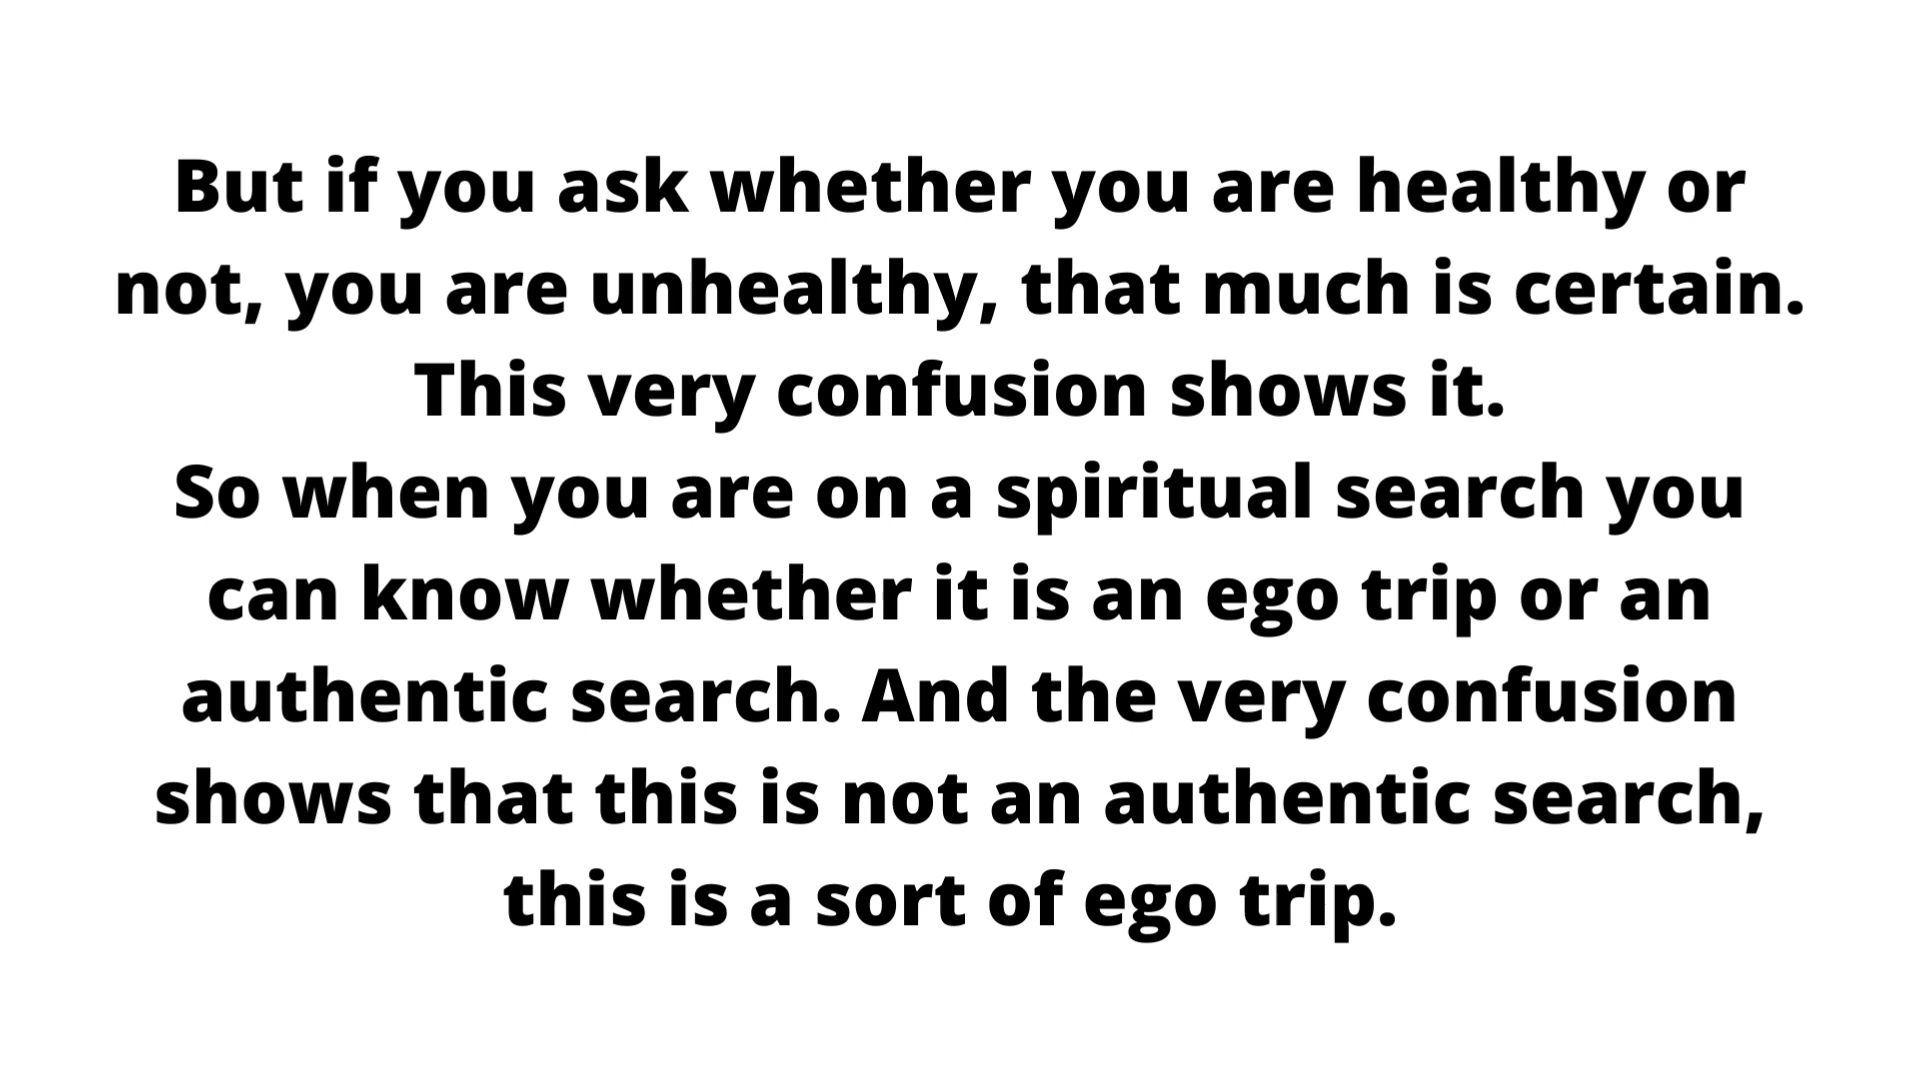 But if you ask whether you are healthy or
not, you are unhealthy, that much is certain.
This very confusion shows it.
So when you are on a spiritual search you
can know whether it is an ego trip or an
authentic search. And the very confusion
shows that this is not an authentic search,
this is a sort of ego trip.